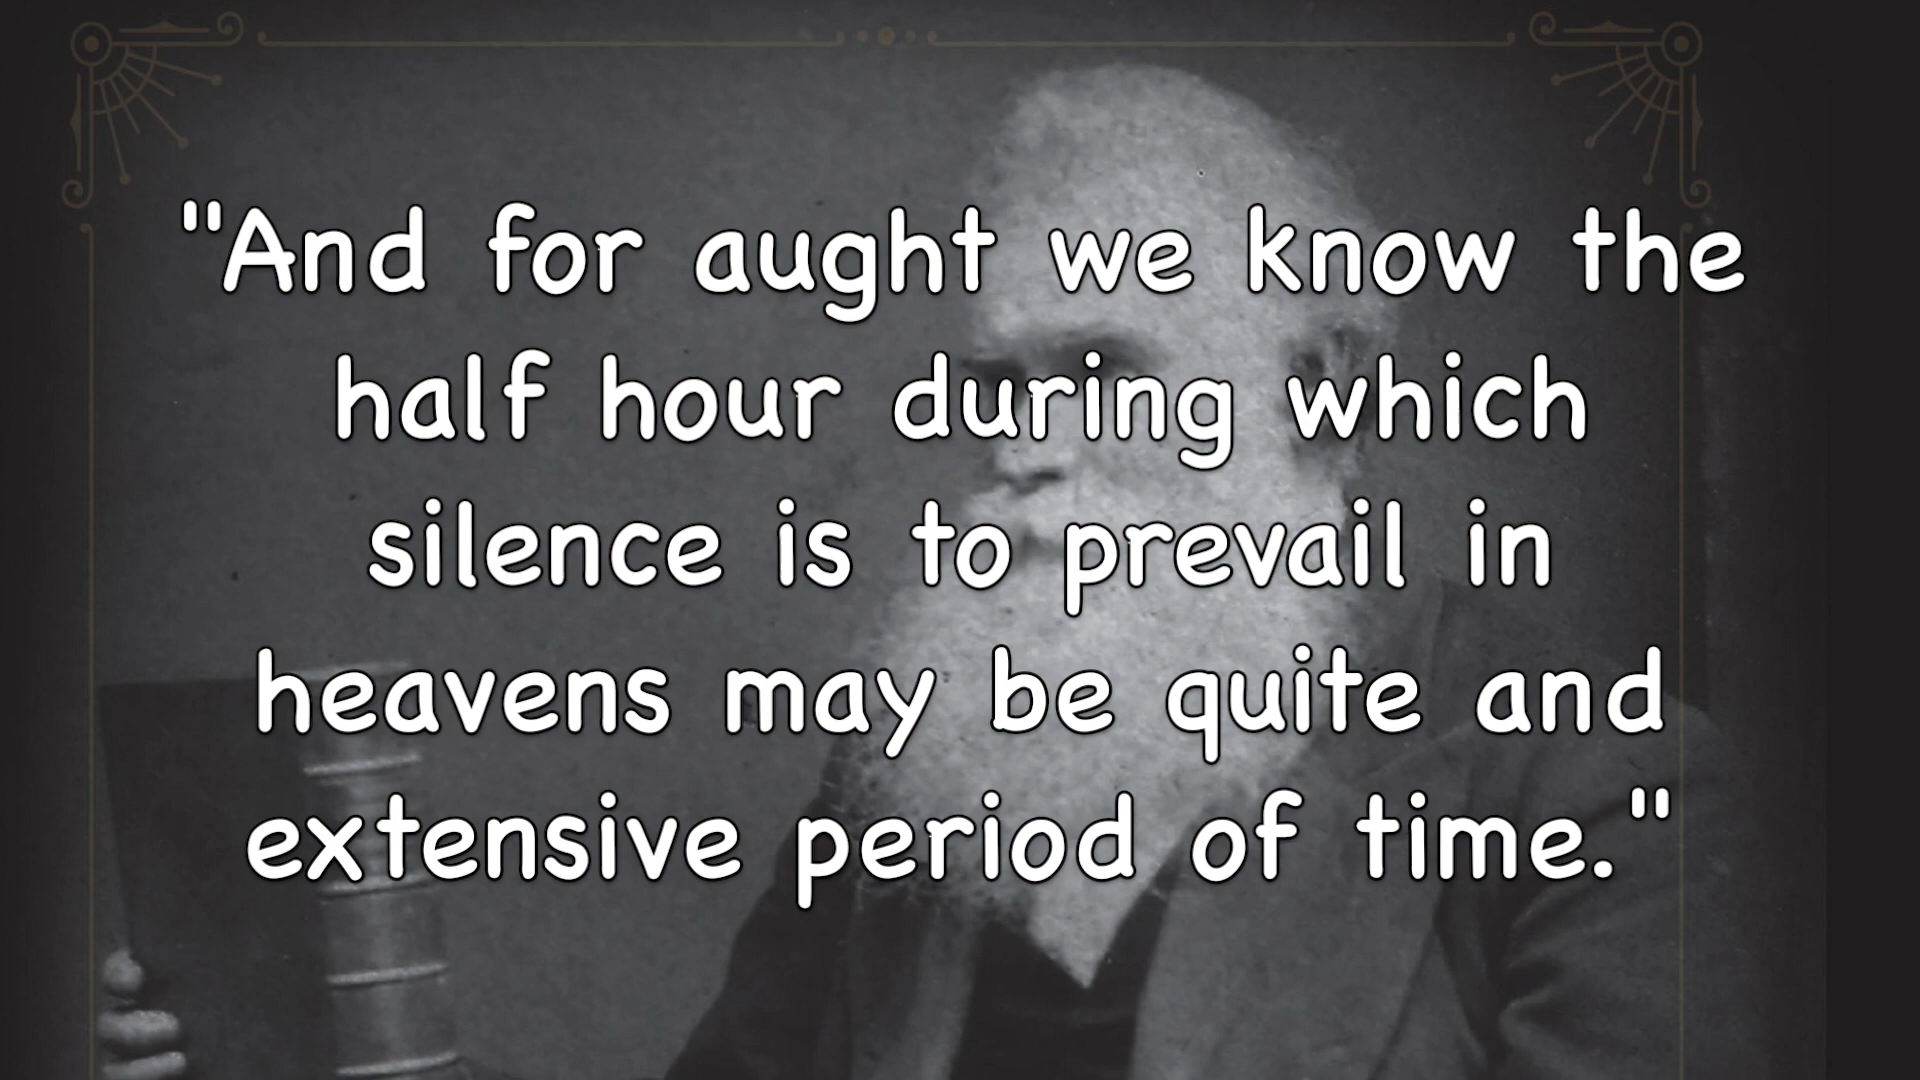 "And for aught we know the
half hour during which
silence is to prevail in
heavens may be quite and
extensive period of time."